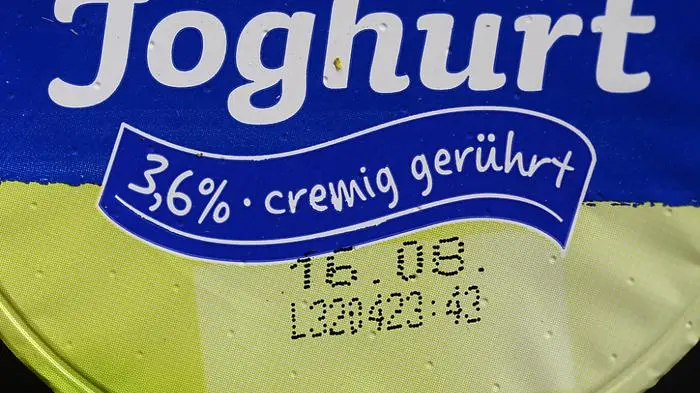 Joghurt
3,6% · cremig gerührt
16.08.
L320423:43